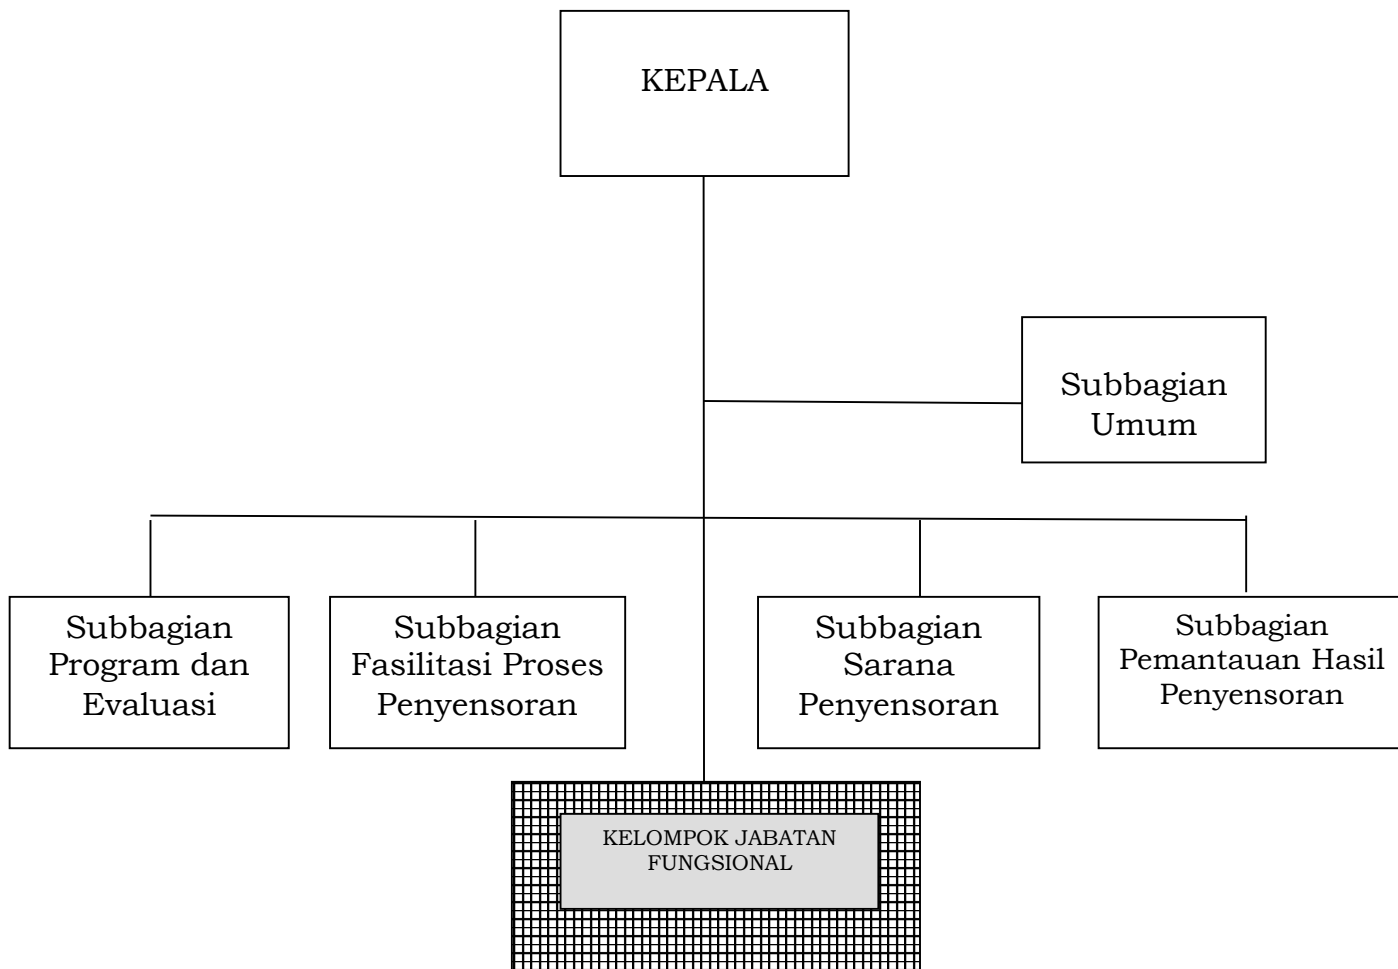 KEPALA
Subbagian
Umum
Subbagian
Program dan
Evaluasi
Subbagian
Fasilitasi Proses
Penyensoran
Subbagian
Sarana
Penyensoran
Subbagian
Pemantauan Hasil
Penyensoran
KELOMPOK JABATAN
FUNGSIONAL